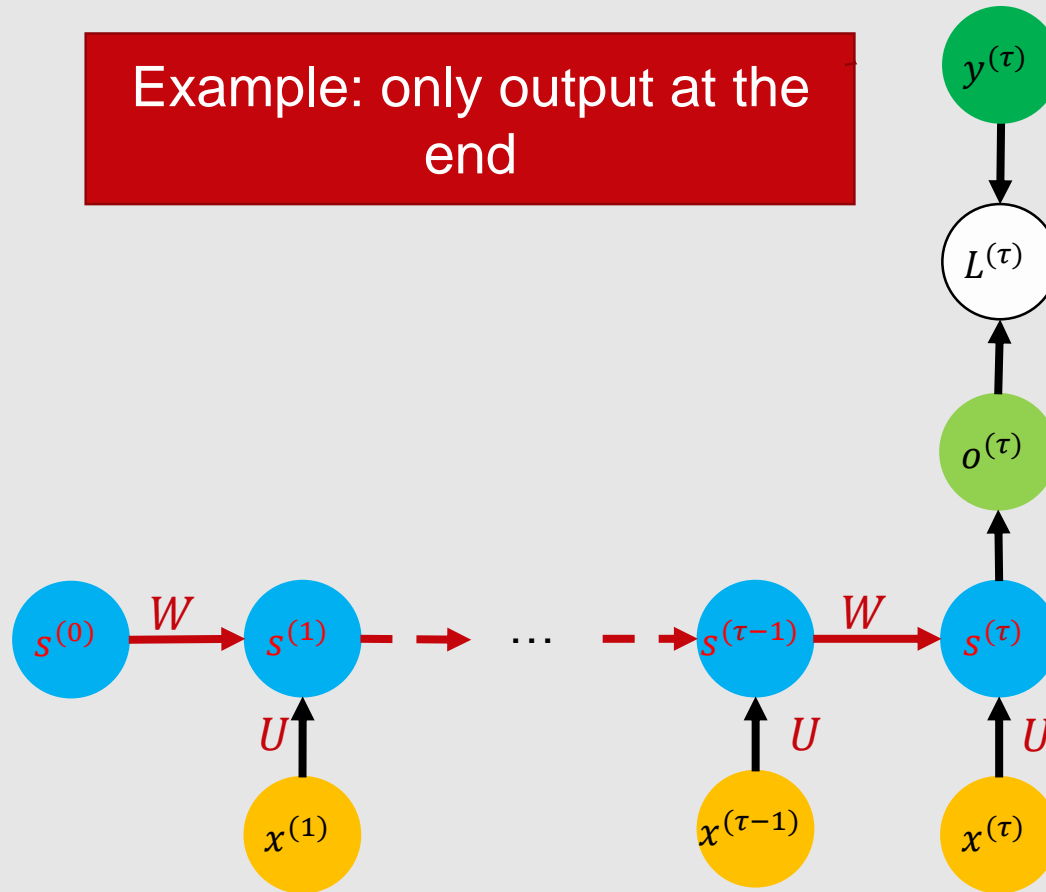 Example: only output at the
end
y^(τ)
L^(τ)
o^(τ)
s^(0) W s^(1) ... s^(τ−1) W s^(τ)
U U U
x^(1) x^(τ−1) x^(τ)